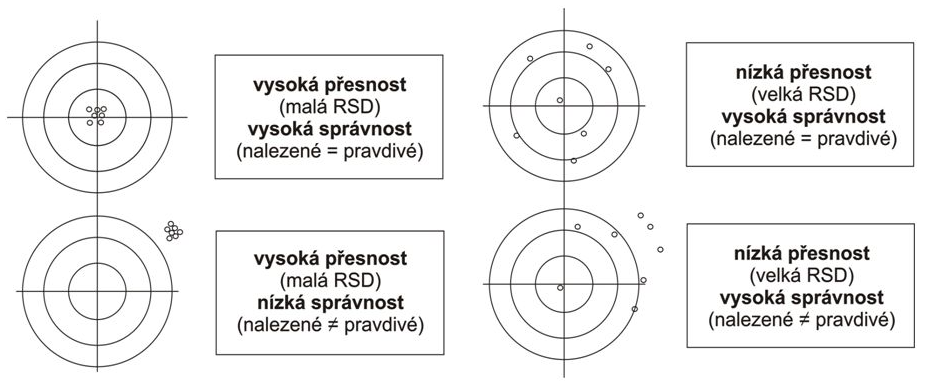 vysoká přesnost
(malá RSD)
vysoká správnost
(nalezené = pravdivé)
nízká přesnost
(velká RSD)
vysoká správnost
(nalezené = pravdivé)
vysoká přesnost
(malá RSD)
nízká správnost
(nalezené ≠ pravdivé)
nízká přesnost
(velká RSD)
vysoká správnost
(nalezené ≠ pravdivé)